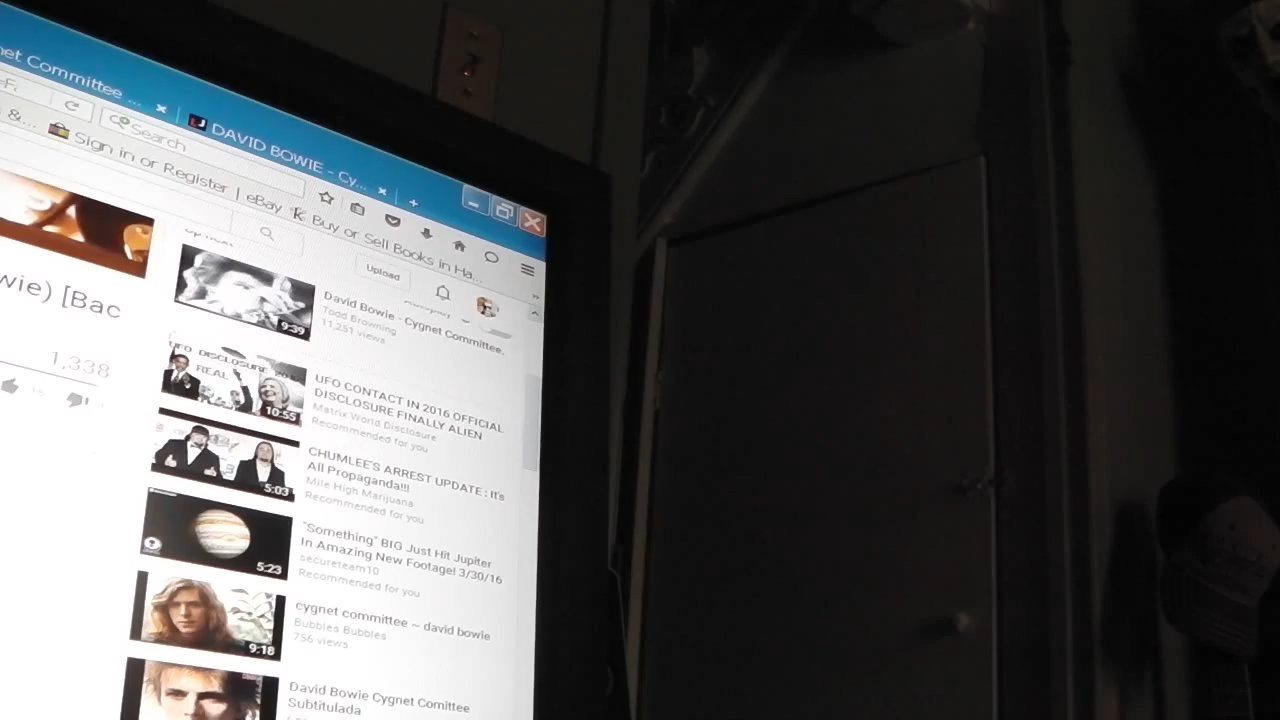 net Committee ...
DAVID BOWIE - Cy...
Search
&...
Sign in or Register | eBay
Buy or Sell Books in Ha...
Upload
wie) [Bac
1,338
16
9:39
David Bowie - Cygnet Committee.
Todd Browning
11,251 views
UFO DISCLOSURE
REAL
10:55
UFO CONTACT IN 2016 OFFICIAL
DISCLOSURE FINALLY ALIEN
Matrix World Disclosure
Recommended for you
5:03
CHUMLEE'S ARREST UPDATE : It's
All Propaganda!!!
Mile High Marijuana
Recommended for you
5:23
"Something" BIG Just Hit Jupiter
In Amazing New Footage! 3/30/16
secureteam10
Recommended for you
9:18
cygnet committee ~ david bowie
Bubbles Bubbles
756 views
David Bowie Cygnet Comittee
Subtitulada